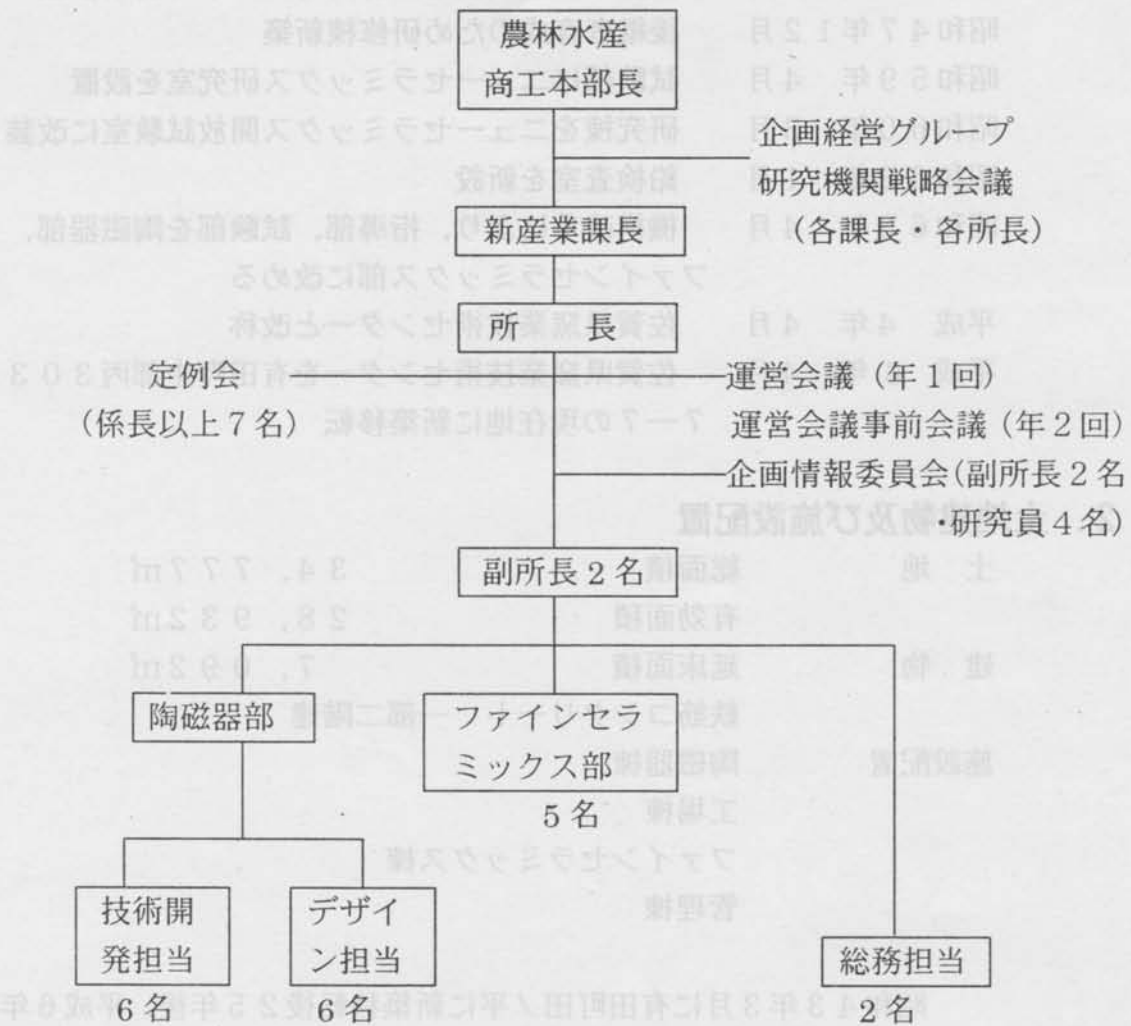 農林水産
商工本部長
企画経営グループ
研究機関戦略会議
(各課長・各所長)
新産業課長
所　長
定例会
(係長以上7名)
運営会議(年1回)
運営会議事前会議(年2回)
企画情報委員会(副所長2名
・研究員4名)
副所長2名
陶磁器部
ファインセラ
ミックス部
5名
技術開
発担当
6名
デザイ
ン担当
6名
総務担当
2名